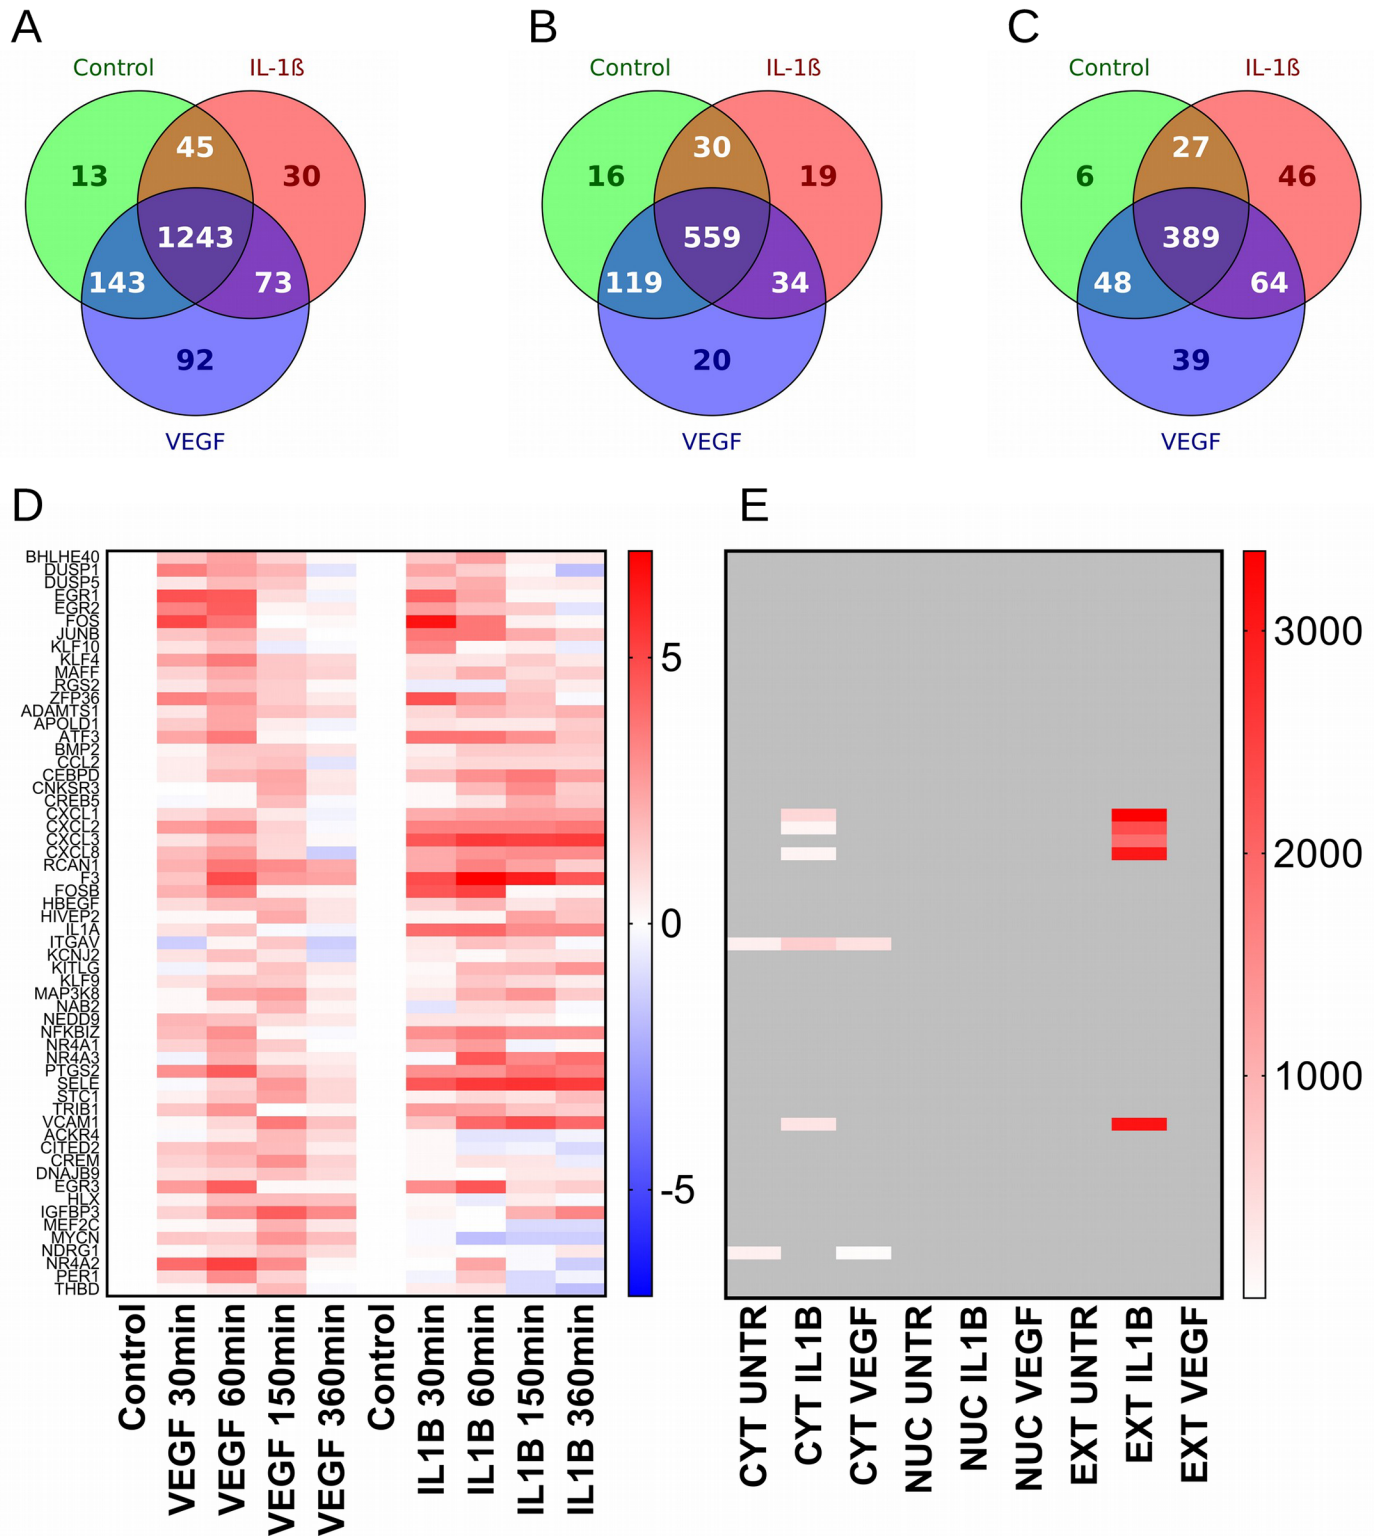 A
B
C
Control
IL-1ß
Control
IL-1ß
Control
IL-1ß
13
45
30
1243
143
73
92
VEGF
16
30
19
559
119
34
20
VEGF
6
27
46
389
48
64
39
VEGF
D
E
BHLHE40
DUSP1
DUSP5
EGR1
EGR2
FOS
JUNB
KLF10
KLF4
MAFF
RGS2
ZFP36
ADAMTS1
APOLD1
ATF3
BMP2
CCL2
CEBPD
CNKSR3
CREB5
CXCL1
CXCL2
CXCL3
CXCL8
RCAN1
F3
FOSB
HBEGF
HIVEP2
IL1A
ITGAV
KCNJ2
KITLG
KLF9
MAP3K8
NAB2
NEDD9
NFKBIZ
NR4A1
NR4A3
PTGS2
SELE
STC1
TRIB1
VCAM1
ACKR4
CITED2
CREM
DNAJB9
EGR3
HLX
IGFBP3
MEF2C
MYCN
NDRG1
NR4A2
PER1
THBD
5
0
-5
3000
2000
1000
Control
VEGF 30min
VEGF 60min
VEGF 150min
VEGF 360min
Control
IL1B 30min
IL1B 60min
IL1B 150min
IL1B 360min
CYT UNTR
CYT IL1B
CYT VEGF
NUC UNTR
NUC IL1B
NUC VEGF
EXT UNTR
EXT IL1B
EXT VEGF